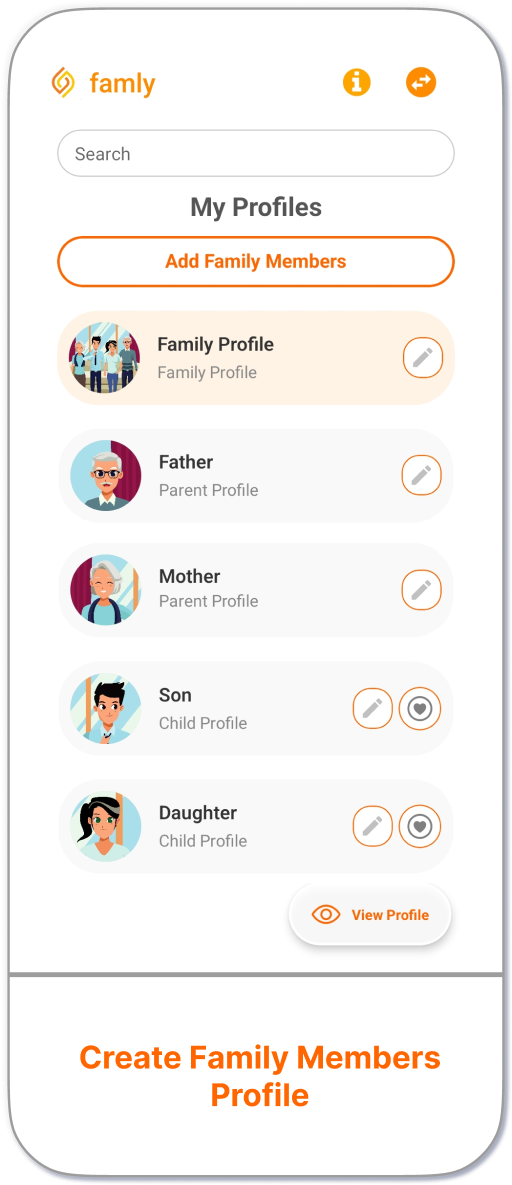 famly
Search
My Profiles
Add Family Members
Family Profile
Family Profile
Father
Parent Profile
Mother
Parent Profile
Son
Child Profile
Daughter
Child Profile
View Profile
Create Family Members
Profile